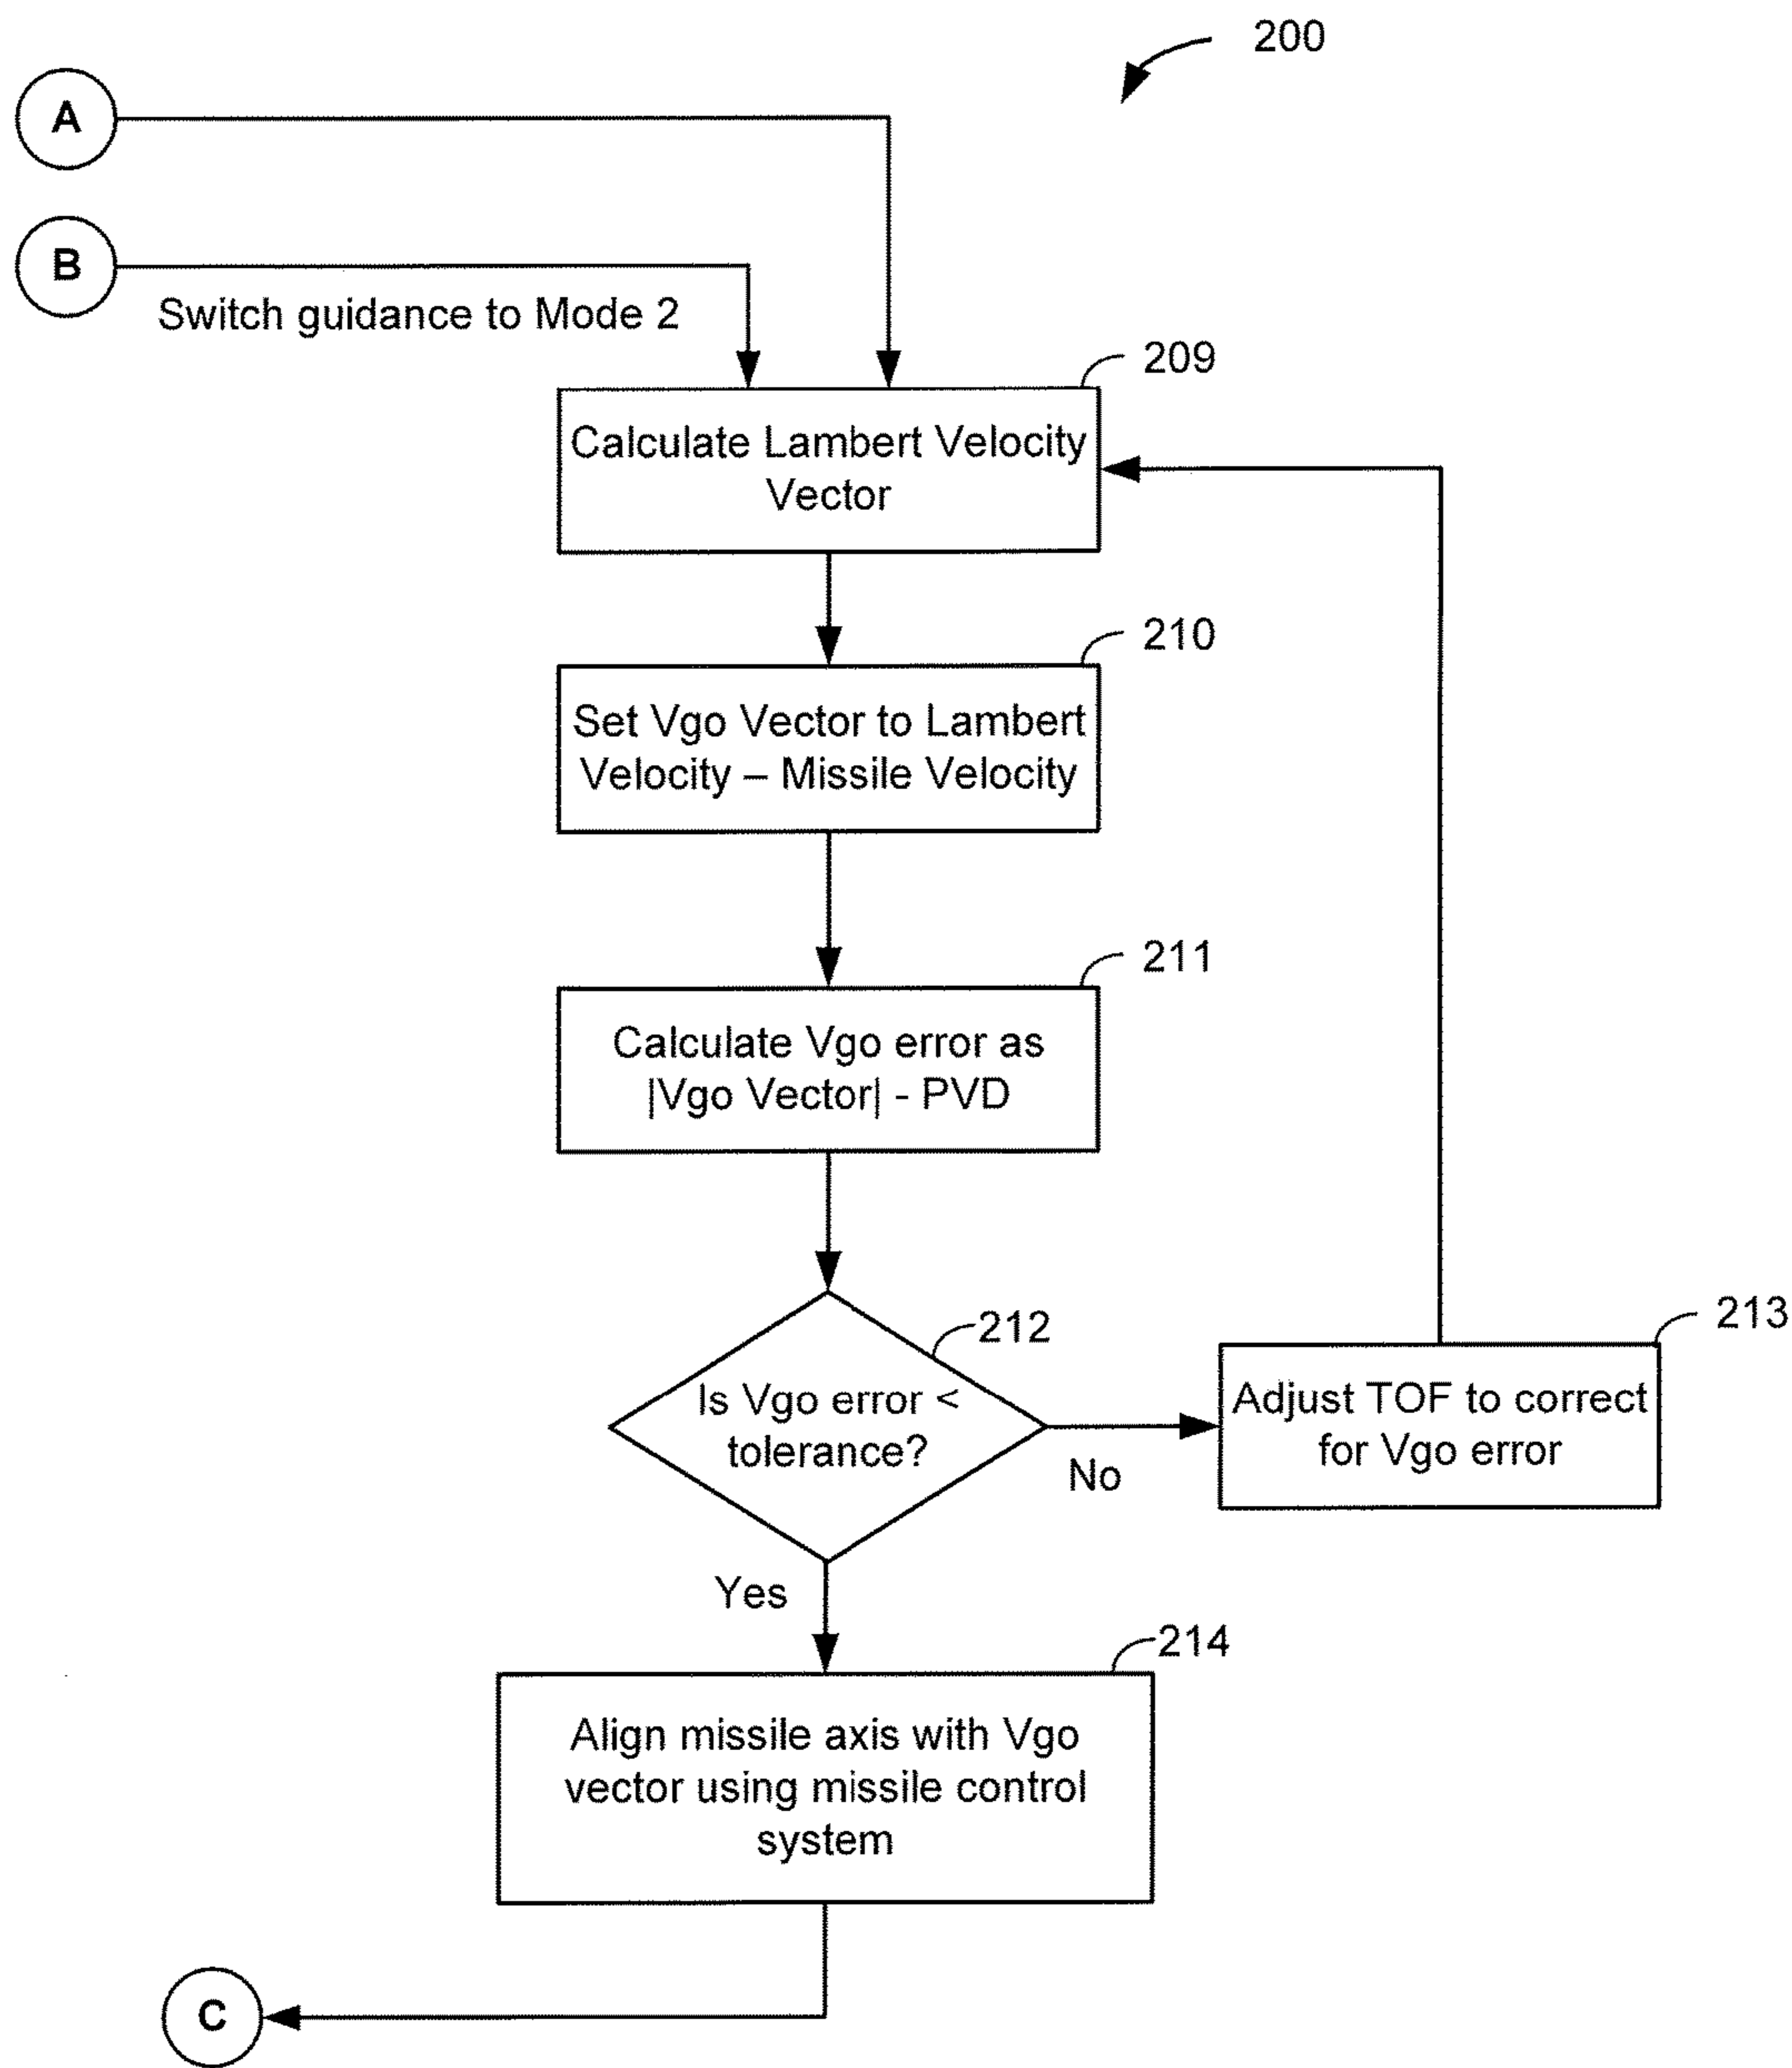 200
A
B
Switch guidance to Mode 2
209
Calculate Lambert Velocity
Vector
210
Set Vgo Vector to Lambert
Velocity – Missile Velocity
211
Calculate Vgo error as
|Vgo Vector| - PVD
212
Is Vgo error <
tolerance?
No
213
Adjust TOF to correct
for Vgo error
Yes
214
Align missile axis with Vgo
vector using missile control
system
C